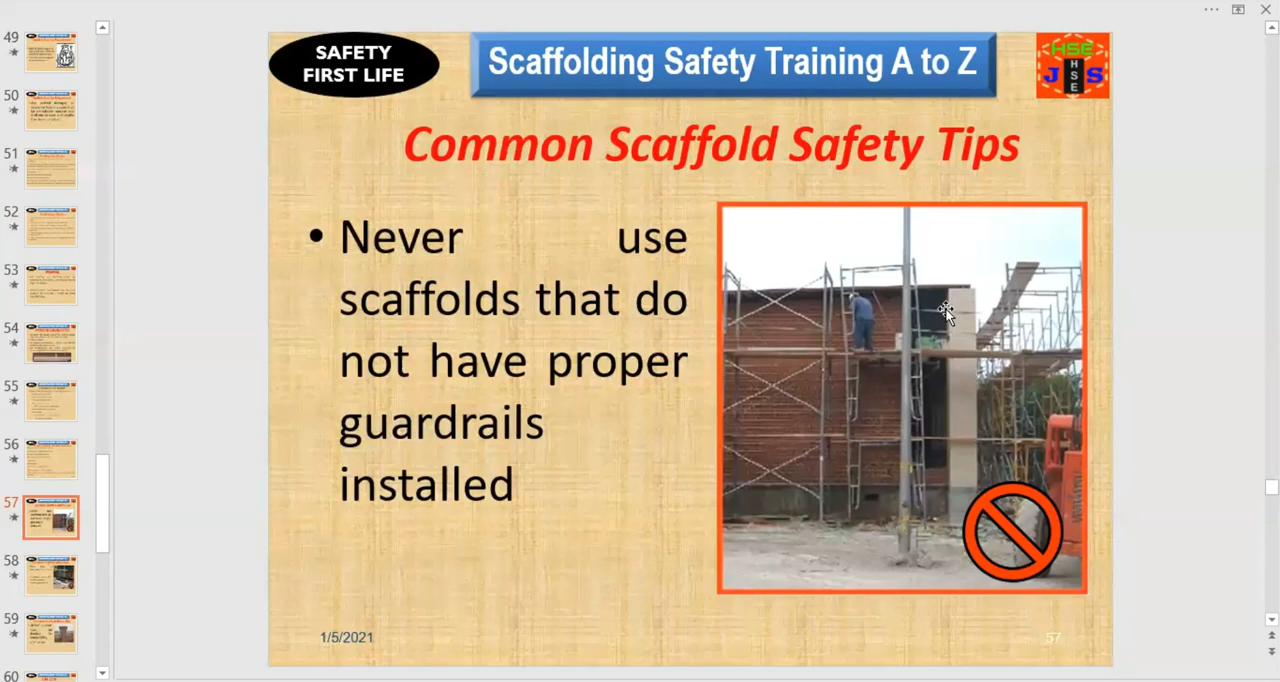 49
50
51
52
53
54
55
56
57
58
59
60
SAFETY
FIRST LIFE
Scaffolding Safety Training A to Z
HSE
J S
H
S
E
Common Scaffold Safety Tips
• Never use
scaffolds that do
not have proper
guardrails
installed
1/5/2021
57